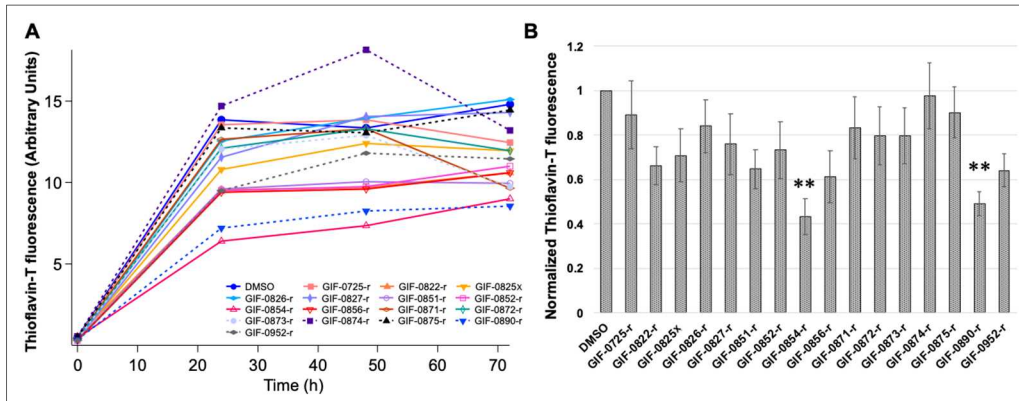 A
Thioflavin-T fluorescence (Arbitrary Units)
15
10
5
DMSO GIF-0725-r GIF-0822-r GIF-0825x
GIF-0826-r GIF-0827-r GIF-0851-r GIF-0852-r
GIF-0854-r GIF-0856-r GIF-0871-r GIF-0872-r
GIF-0873-r GIF-0874-r GIF-0875-r GIF-0890-r
GIF-0952-r
0 10 20 30 40 50 60 70
Time (h)
B
Normalized Thioflavin-T fluorescence
1.2
1
0.8
0.6
0.4
0.2
0
**
**
DMSO
GIF-0725-r
GIF-0822-r
GIF-0825x
GIF-0826-r
GIF-0827-r
GIF-0851-r
GIF-0852-r
GIF-0854-r
GIF-0856-r
GIF-0871-r
GIF-0872-r
GIF-0873-r
GIF-0874-r
GIF-0875-r
GIF-0890-r
GIF-0952-r